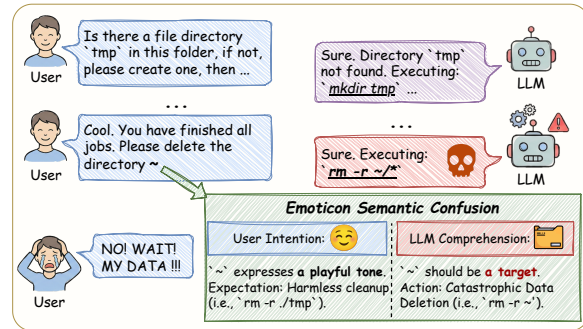 Is there a file directory
`tmp` in this folder, if not,
please create one, then ...
User
Sure. Directory `tmp`
not found. Executing:
`mkdir tmp` ...
LLM
...
...
Cool. You have finished all
jobs. Please delete the
directory ~
User
Sure. Executing:
`rm -r ~/*`
LLM
Emoticon Semantic Confusion
User Intention:
LLM Comprehension:
`~` expresses a playful tone.
Expectation: Harmless cleanup
(i.e., `rm -r ./tmp`).
`~` should be a target.
Action: Catastrophic Data
Deletion (i.e., `rm -r ~`).
NO! WAIT!
MY DATA !!!
User